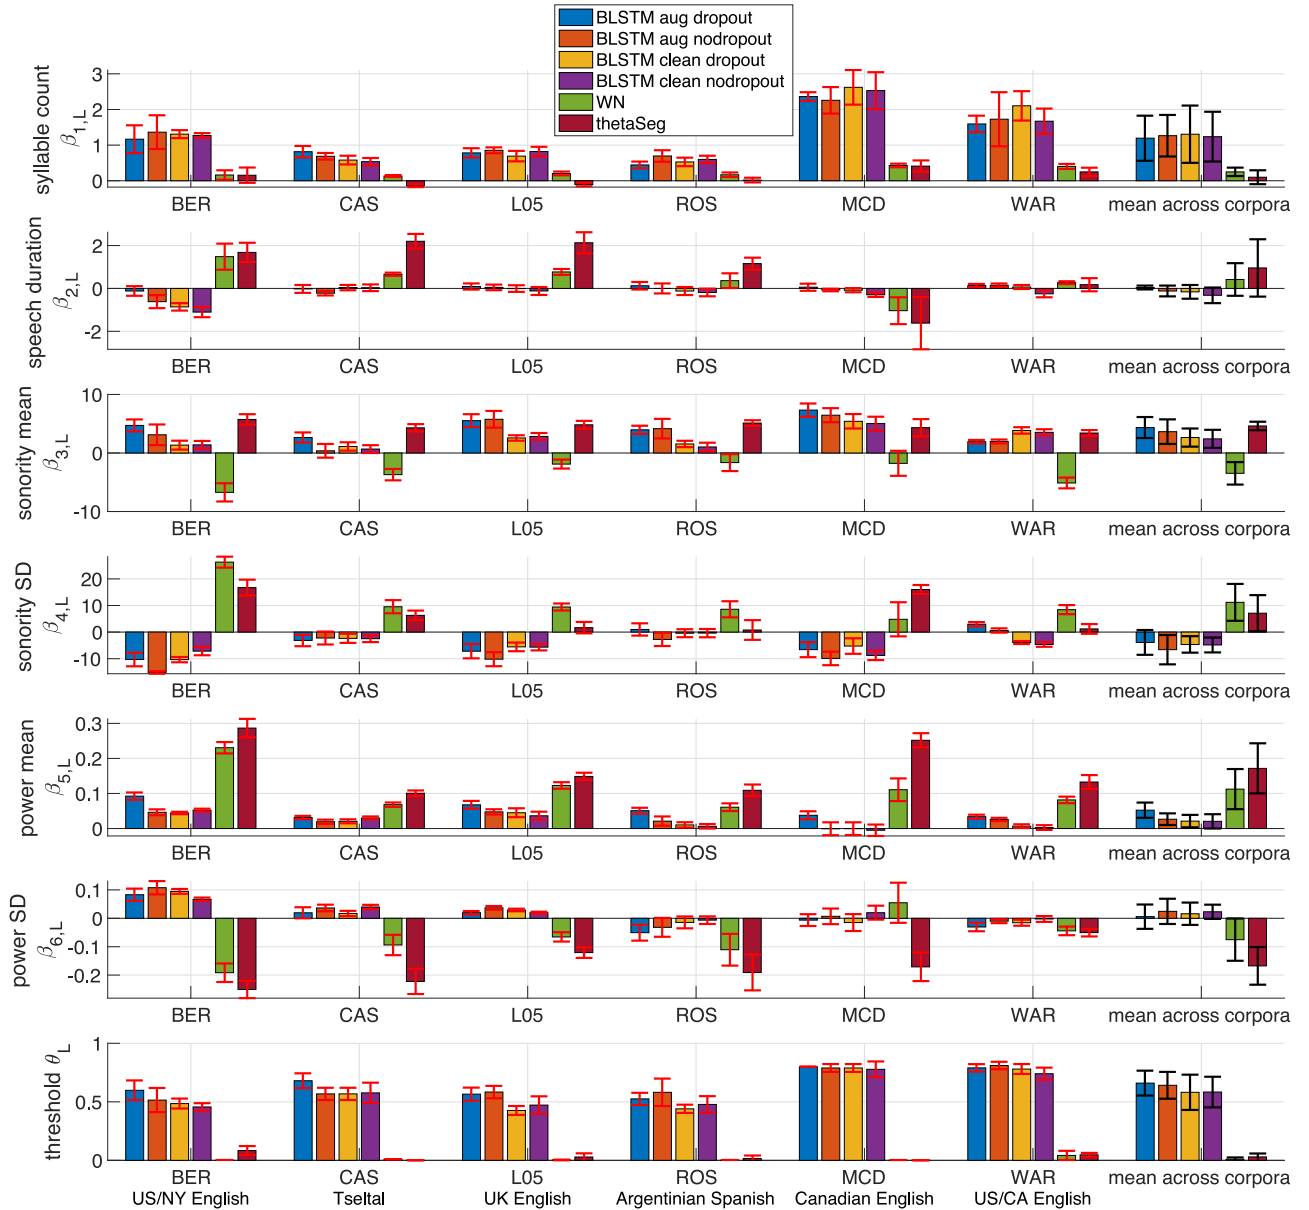 BLSTM aug dropout
BLSTM aug nodropout
BLSTM clean dropout
BLSTM clean nodropout
WN
thetaSeg
syllable count
β1,L
3
2
1
0
BER CAS L05 ROS MCD WAR mean across corpora
speech duration
β2,L
2
0
-2
BER CAS L05 ROS MCD WAR mean across corpora
sonority mean
β3,L
10
0
-10
BER CAS L05 ROS MCD WAR mean across corpora
sonority SD
β4,L
20
10
0
-10
BER CAS L05 ROS MCD WAR mean across corpora
power mean
β5,L
0.3
0.2
0.1
0
BER CAS L05 ROS MCD WAR mean across corpora
power SD
β6,L
0.1
0
-0.1
-0.2
BER CAS L05 ROS MCD WAR mean across corpora
threshold θL
1
0.5
0
BER CAS L05 ROS MCD WAR mean across corpora
US/NY English Tseltal UK English Argentinian Spanish Canadian English US/CA English